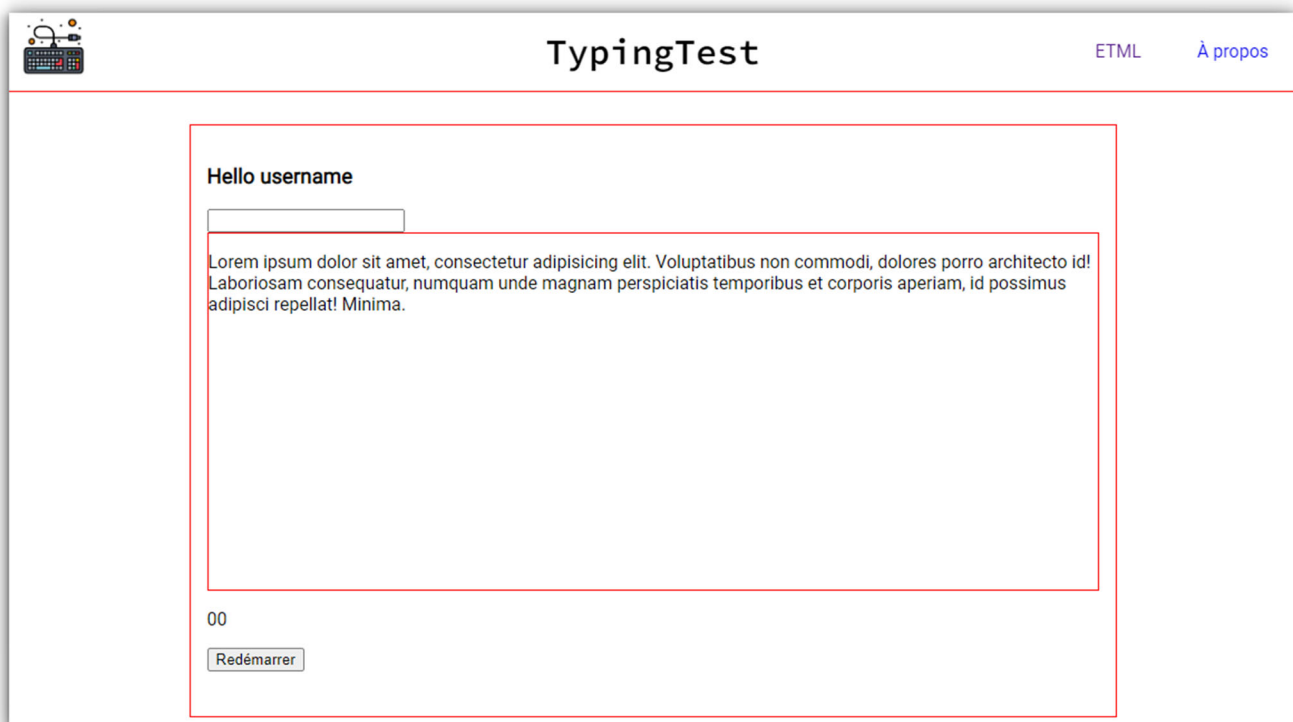 TypingTest
ETML
À propos
Hello username
Lorem ipsum dolor sit amet, consectetur adipisicing elit. Voluptatibus non commodi, dolores porro architecto id!
Laboriosam consequatur, numquam unde magnam perspiciatis temporibus et corporis aperiam, id possimus
adipisci repellat! Minima.
00
Redémarrer